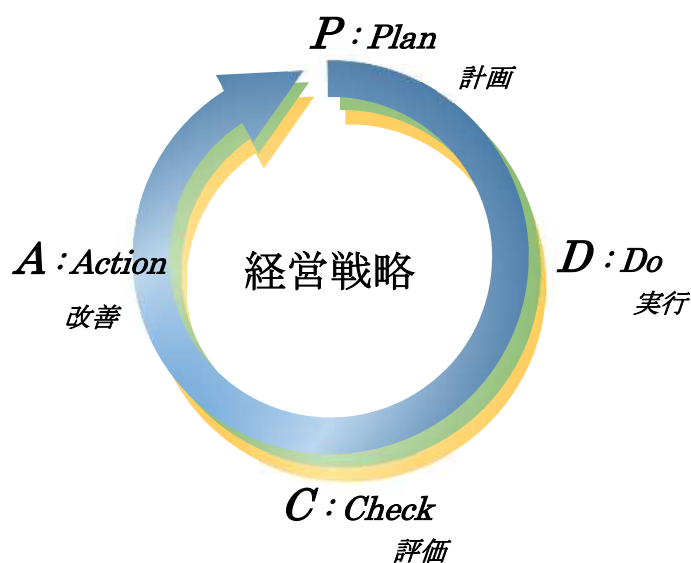 P：Plan
計画
D：Do
実行
C：Check
評価
A：Action
改善
経営戦略